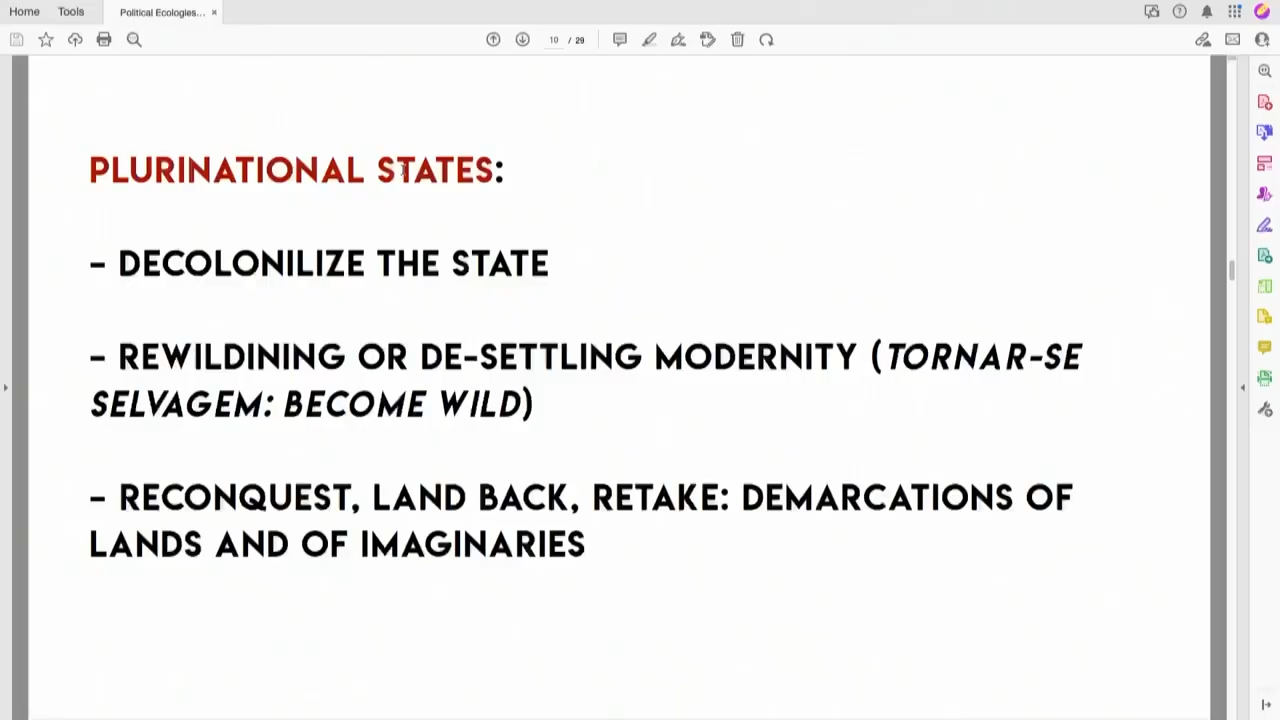 Home Tools Political Ecologies... ×
10 / 29
PLURINATIONAL STATES:
– DECOLONILIZE THE STATE
– REWILDINING OR DE-SETTLING MODERNITY (TORNAR-SE
SELVAGEM: BECOME WILD)
– RECONQUEST, LAND BACK, RETAKE: DEMARCATIONS OF
LANDS AND OF IMAGINARIES